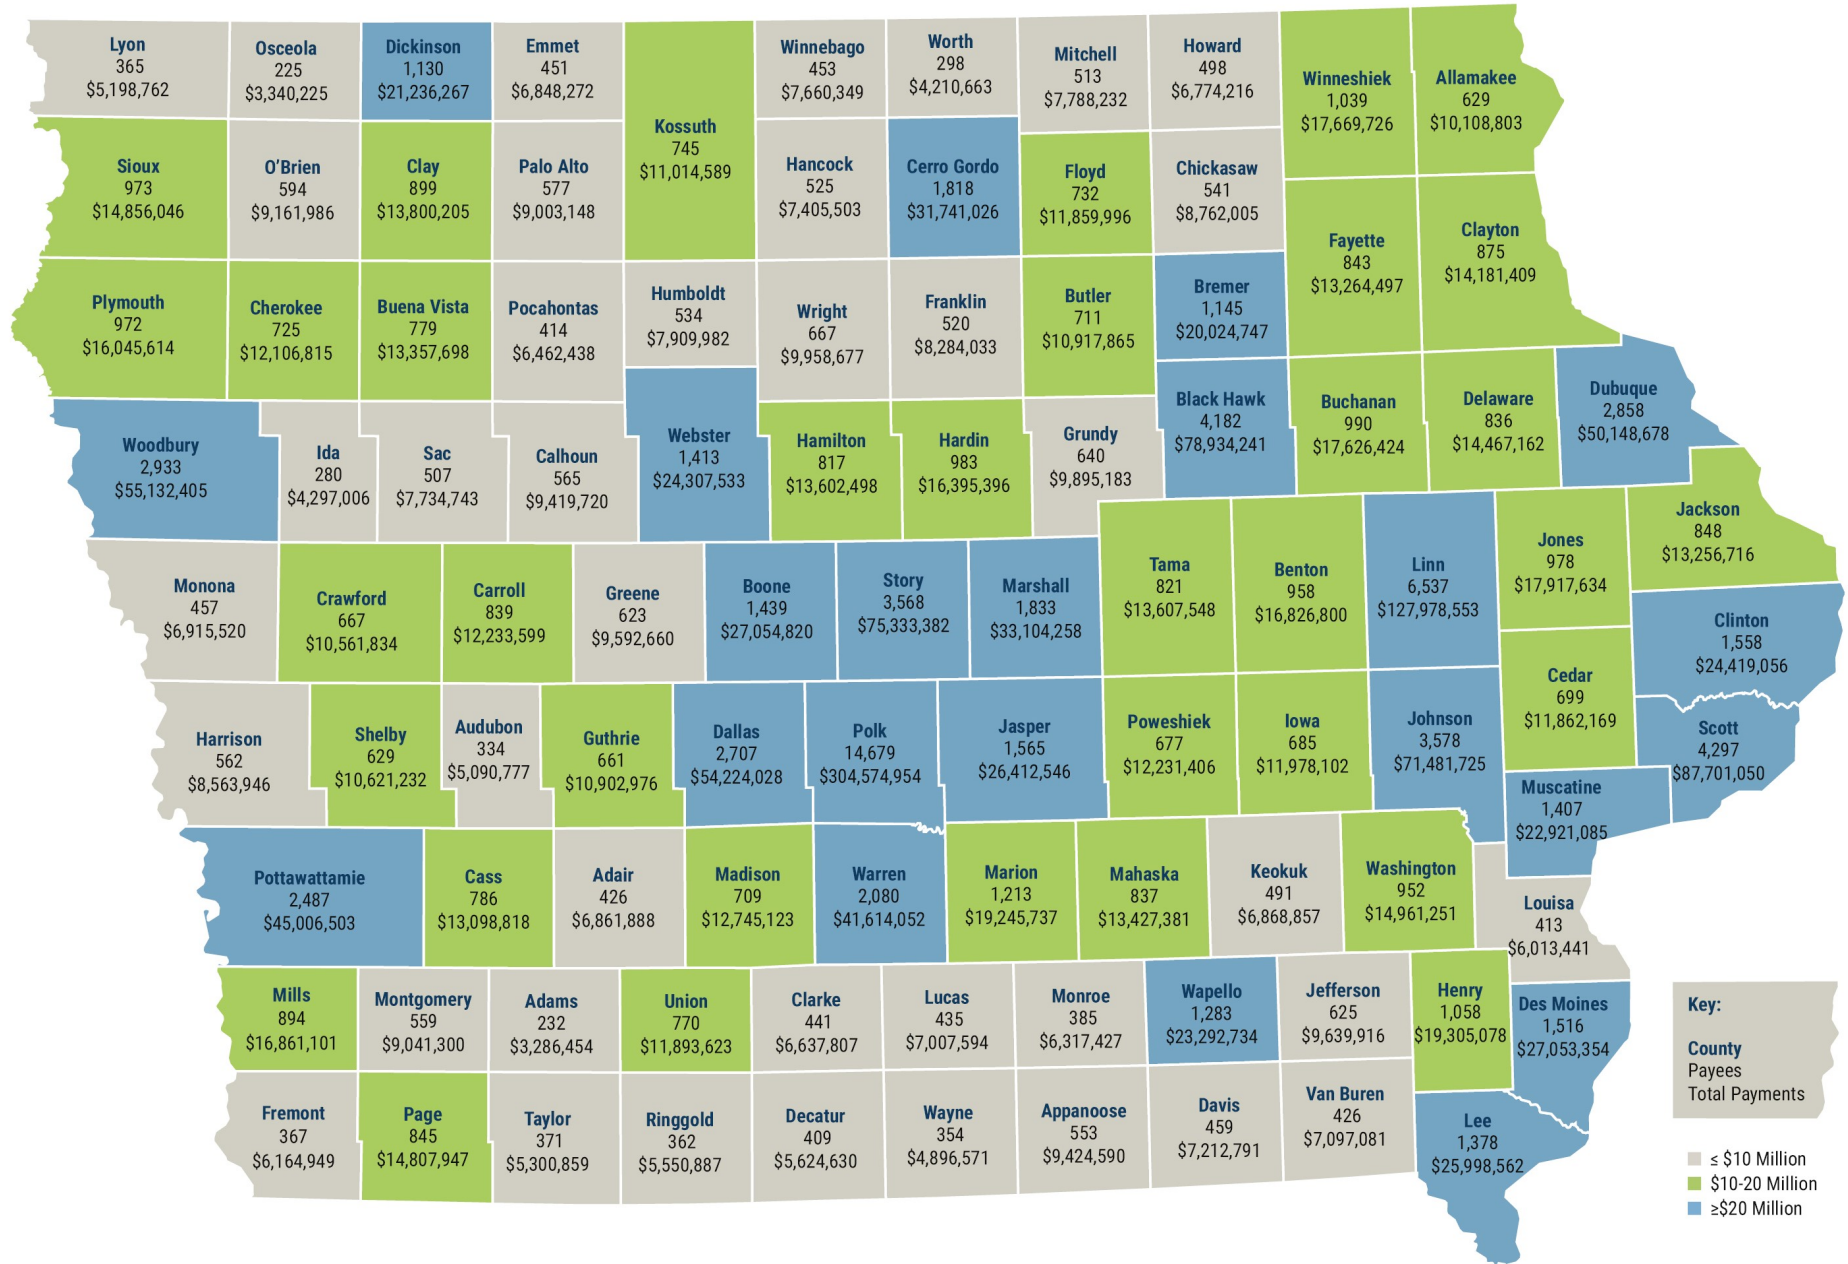 Lyon
365
$5,198,762
Osceola
225
$3,340,225
Dickinson
1,130
$21,236,267
Emmet
451
$6,848,272
Kossuth
745
$11,014,589
Winnebago
453
$7,660,349
Worth
298
$4,210,663
Mitchell
513
$7,788,232
Howard
498
$6,774,216
Winneshiek
1,039
$17,669,726
Allamakee
629
$10,108,803
Sioux
973
$14,856,046
O'Brien
594
$9,161,986
Clay
899
$13,800,205
Palo Alto
577
$9,003,148
Hancock
525
$7,405,503
Cerro Gordo
1,818
$31,741,026
Floyd
732
$11,859,996
Chickasaw
541
$8,762,005
Fayette
843
$13,264,497
Clayton
875
$14,181,409
Plymouth
972
$16,045,614
Cherokee
725
$12,106,815
Buena Vista
779
$13,357,698
Pocahontas
414
$6,462,438
Humboldt
534
$7,909,982
Wright
667
$9,958,677
Franklin
520
$8,284,033
Butler
711
$10,917,865
Bremer
1,145
$20,024,747
Woodbury
2,933
$55,132,405
Ida
280
$4,297,006
Sac
507
$7,734,743
Calhoun
565
$9,419,720
Webster
1,413
$24,307,533
Hamilton
817
$13,602,498
Hardin
983
$16,395,396
Grundy
640
$9,895,183
Black Hawk
4,182
$78,934,241
Buchanan
990
$17,626,424
Delaware
836
$14,467,162
Dubuque
2,858
$50,148,678
Monona
457
$6,915,520
Crawford
667
$10,561,834
Carroll
839
$12,233,599
Greene
623
$9,592,660
Boone
1,439
$27,054,820
Story
3,568
$75,333,382
Marshall
1,833
$33,104,258
Tama
821
$13,607,548
Benton
958
$16,826,800
Linn
6,537
$127,978,553
Jones
978
$17,917,634
Jackson
848
$13,256,716
Clinton
1,558
$24,419,056
Cedar
699
$11,862,169
Harrison
562
$8,563,946
Shelby
629
$10,621,232
Audubon
334
$5,090,777
Guthrie
661
$10,902,976
Dallas
2,707
$54,224,028
Polk
14,679
$304,574,954
Jasper
1,565
$26,412,546
Poweshiek
677
$12,231,406
Iowa
685
$11,978,102
Johnson
3,578
$71,481,725
Scott
4,297
$87,701,050
Muscatine
1,407
$22,921,085
Pottawattamie
2,487
$45,006,503
Cass
786
$13,098,818
Adair
426
$6,861,888
Madison
709
$12,745,123
Warren
2,080
$41,614,052
Marion
1,213
$19,245,737
Mahaska
837
$13,427,381
Keokuk
491
$6,868,857
Washington
952
$14,961,251
Louisa
413
$6,013,441
Mills
894
$16,861,101
Montgomery
559
$9,041,300
Adams
232
$3,286,454
Union
770
$11,893,623
Clarke
441
$6,637,807
Lucas
435
$7,007,594
Monroe
385
$6,317,427
Wapello
1,283
$23,292,734
Jefferson
625
$9,639,916
Henry
1,058
$19,305,078
Des Moines
1,516
$27,053,354
Fremont
367
$6,164,949
Page
845
$14,807,947
Taylor
371
$5,300,859
Ringgold
362
$5,550,887
Decatur
409
$5,624,630
Wayne
354
$4,896,571
Appanoose
553
$9,424,590
Davis
459
$7,212,791
Van Buren
426
$7,097,081
Lee
1,378
$25,998,562
Key:
County
Payees
Total Payments
≤ $10 Million
$10-20 Million
≥$20 Million